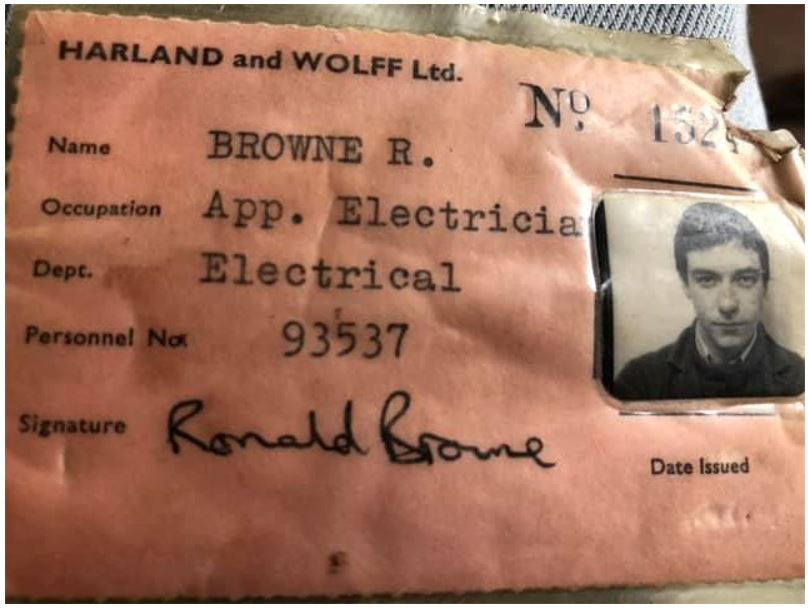 HARLAND and WOLFF Ltd.
Nº.
Name BROWNE R.
Occupation App. Electricia
Dept. Electrical
Personnel No. 93537
Signature Ronald Browne
Date Issued